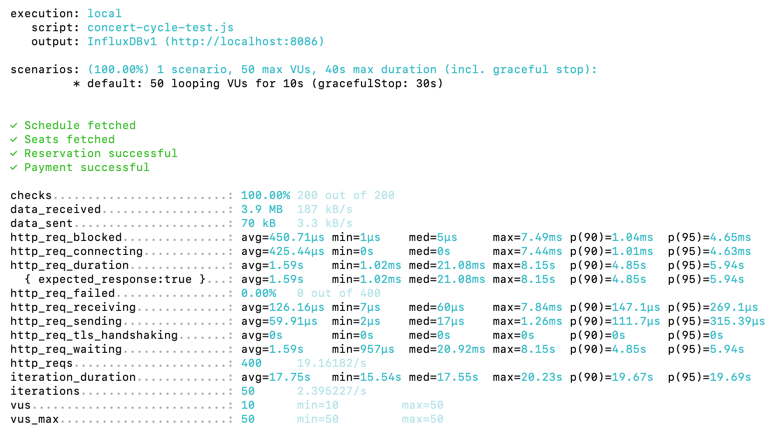 execution: local
script: concert-cycle-test.js
output: InfluxDBv1 (http://localhost:8086)
scenarios: (100.00%) 1 scenario, 50 max VUs, 40s max duration (incl. graceful stop):
* default: 50 looping VUs for 10s (gracefulStop: 30s)
✓ Schedule fetched
✓ Seats fetched
✓ Reservation successful
✓ Payment successful
checks.........................: 100.00% 200 out of 200
data_received..................: 3.9 MB 187 kB/s
data_sent......................: 70 kB 3.3 kB/s
http_req_blocked...............: avg=450.71µs min=1µs med=5µs max=7.49ms p(90)=1.04ms p(95)=4.65ms
http_req_connecting............: avg=425.44µs min=0s med=0s max=7.44ms p(90)=1.01ms p(95)=4.63ms
http_req_duration..............: avg=1.59s min=1.02ms med=21.08ms max=8.15s p(90)=4.85s p(95)=5.94s
{ expected_response:true }...: avg=1.59s min=1.02ms med=21.08ms max=8.15s p(90)=4.85s p(95)=5.94s
http_req_failed................: 0.00% 0 out of 400
http_req_receiving.............: avg=126.16µs min=7µs med=60µs max=7.84ms p(90)=147.1µs p(95)=269.1µs
http_req_sending...............: avg=59.91µs min=2µs med=17µs max=1.26ms p(90)=111.7µs p(95)=315.39µs
http_req_tls_handshaking.......: avg=0s min=0s med=0s max=0s p(90)=0s p(95)=0s
http_req_waiting...............: avg=1.59s min=957µs med=20.92ms max=8.15s p(90)=4.85s p(95)=5.94s
http_reqs......................: 400 19.16182/s
iteration_duration.............: avg=17.75s min=15.54s med=17.55s max=20.23s p(90)=19.67s p(95)=19.69s
iterations.....................: 50 2.395227/s
vus............................: 10 min=10 max=50
vus_max........................: 50 min=50 max=50